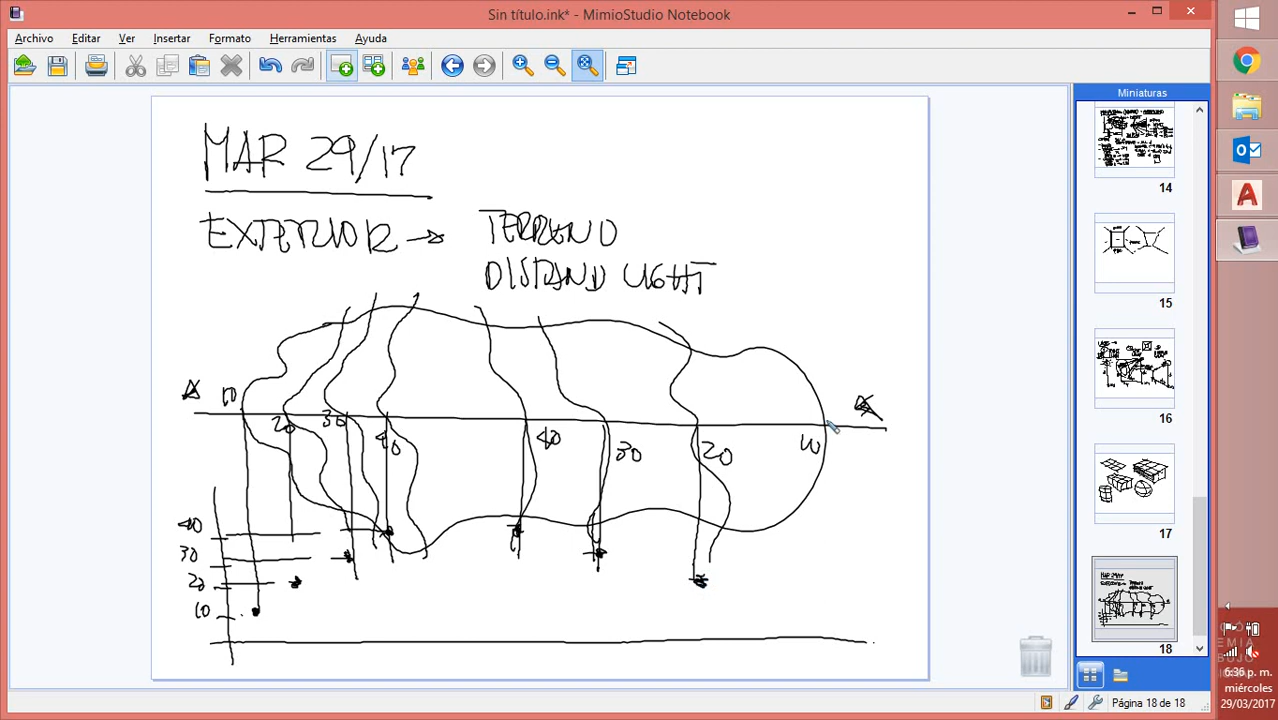 Sin título.ink* - MimioStudio Notebook
Archivo Editar Ver Insertar Formato Herramientas Ayuda
Miniaturas
MAR 29/17
EXTERIOR → TERRENO
DISTAND LIGHT
A 10 20 30 40 40 30 20 10 A
40
30
20
10
14
15
16
17
18
Página 18 de 18
6:36 p. m.
miércoles
29/03/2017